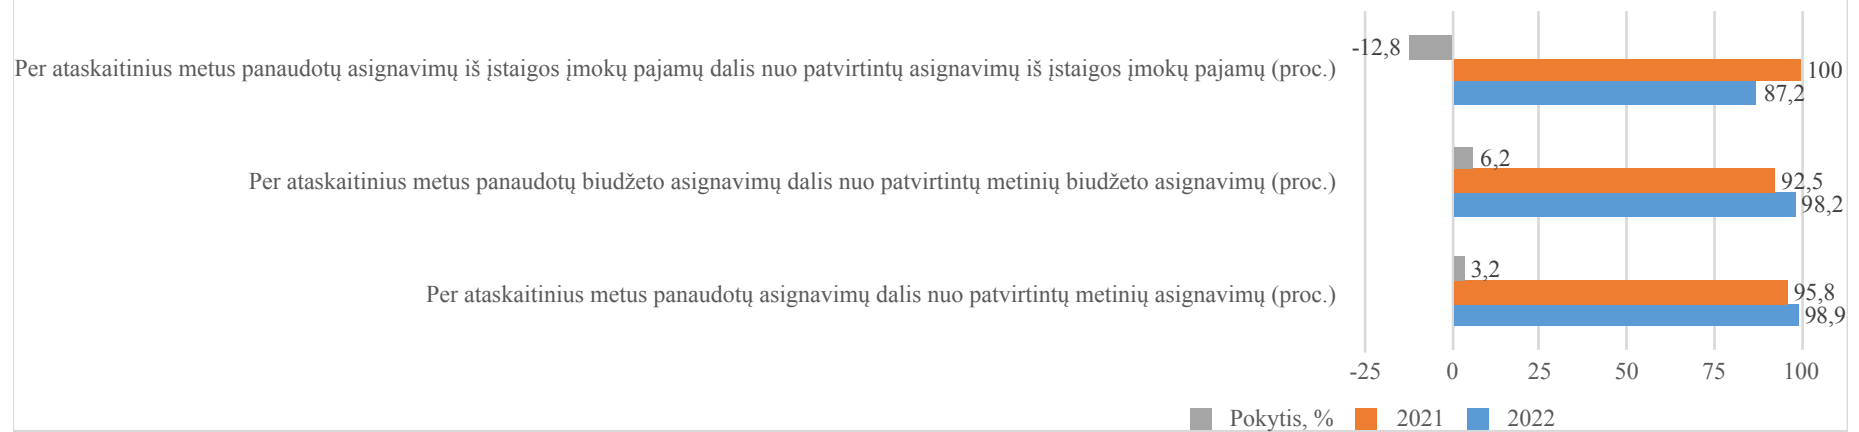 -12,8
Per ataskaitinius metus panaudotų asignavimų iš įstaigos įmokų pajamų dalis nuo patvirtintų asignavimų iš įstaigos įmokų pajamų (proc.)
100
87,2
6,2
Per ataskaitinius metus panaudotų biudžeto asignavimų dalis nuo patvirtintų metinių biudžeto asignavimų (proc.)
92,5
98,2
3,2
Per ataskaitinius metus panaudotų asignavimų dalis nuo patvirtintų metinių asignavimų (proc.)
95,8
98,9
-25 0 25 50 75 100
Pokytis, % 2021 2022